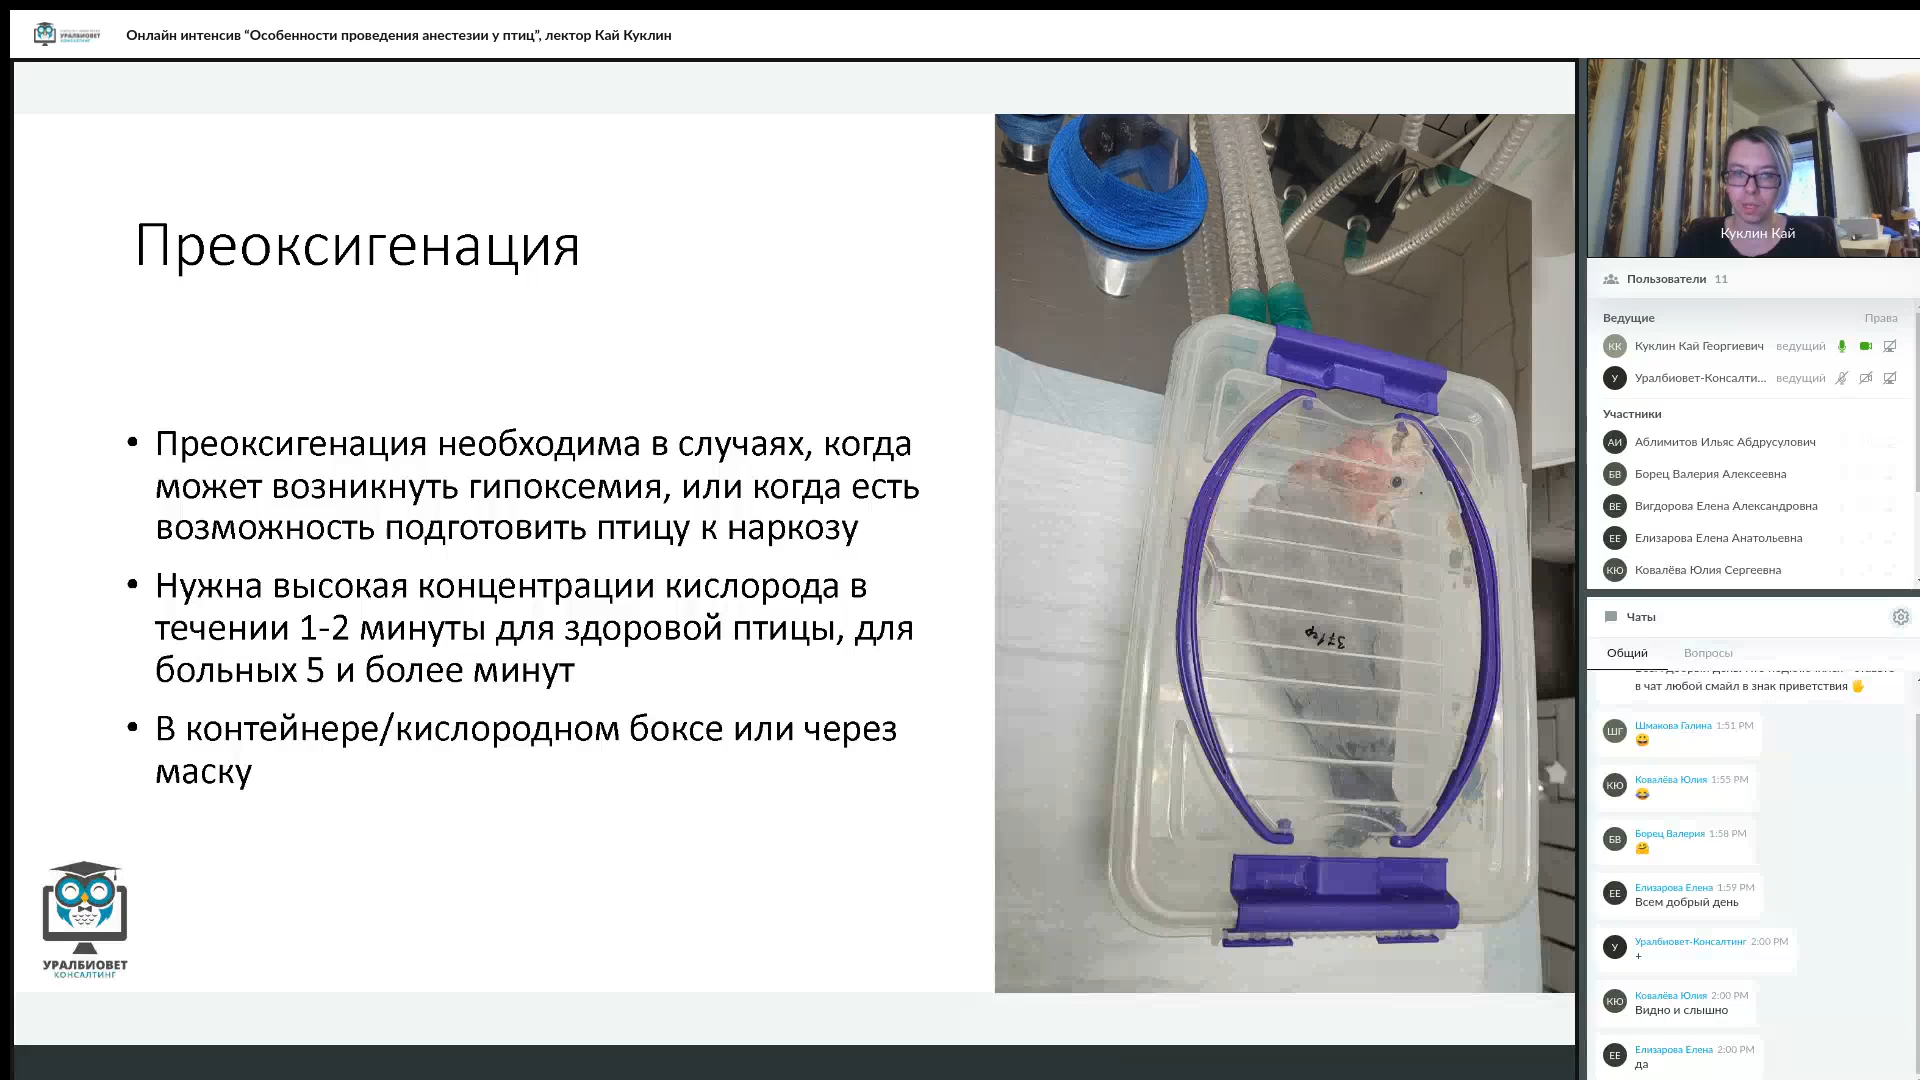 УРАЛБИОВЕТ
КОНСАЛТИНГ
Онлайн интенсив “Особенности проведения анестезии у птиц”, лектор Кай Куклин
Преоксигенация
• Преоксигенация необходима в случаях, когда
может возникнуть гипоксемия, или когда есть
возможность подготовить птицу к наркозу
• Нужна высокая концентрации кислорода в
течении 1-2 минуты для здоровой птицы, для
больных 5 и более минут
• В контейнере/кислородном боксе или через
маску
УРАЛБИОВЕТ
КОНСАЛТИНГ
371гр
Куклин Кай
Пользователи 11
Ведущие Права
КК Куклин Кай Георгиевич ведущий
У Уралбиовет-Консалти... ведущий
Участники
АИ Аблимитов Ильяс Абдрусулович
БВ Борец Валерия Алексеевна
ВЕ Вигдорова Елена Александровна
ЕЕ Елизарова Елена Анатольевна
КЮ Ковалёва Юлия Сергеевна
Чаты
Общий Вопросы
в чат любой смайл в знак приветствия 🖐
ШГ Шмакова Галина 1:51 PM
😀
КЮ Ковалёва Юлия 1:55 PM
😂
БВ Борец Валерия 1:58 PM
🤗
ЕЕ Елизарова Елена 1:59 PM
Всем добрый день
У Уралбиовет-Консалтинг 2:00 PM
+
КЮ Ковалёва Юлия 2:00 PM
Видно и слышно
ЕЕ Елизарова Елена 2:00 PM
да